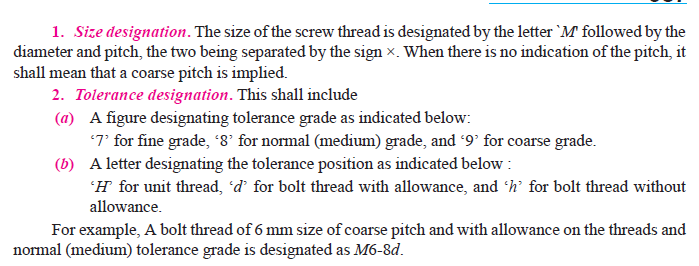 1. Size designation. The size of the screw thread is designated by the letter `M' followed by the
diameter and pitch, the two being separated by the sign ×. When there is no indication of the pitch, it
shall mean that a coarse pitch is implied.
2. Tolerance designation. This shall include
(a) A figure designating tolerance grade as indicated below:
‘7’ for fine grade, ‘8’ for normal (medium) grade, and ‘9’ for coarse grade.
(b) A letter designating the tolerance position as indicated below :
‘H’ for unit thread, ‘d’ for bolt thread with allowance, and ‘h’ for bolt thread without
allowance.
For example, A bolt thread of 6 mm size of coarse pitch and with allowance on the threads and
normal (medium) tolerance grade is designated as M6-8d.